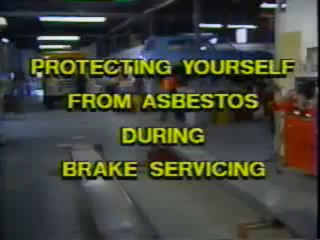 PROTECTING YOURSELF
FROM ASBESTOS
DURING
BRAKE SERVICING